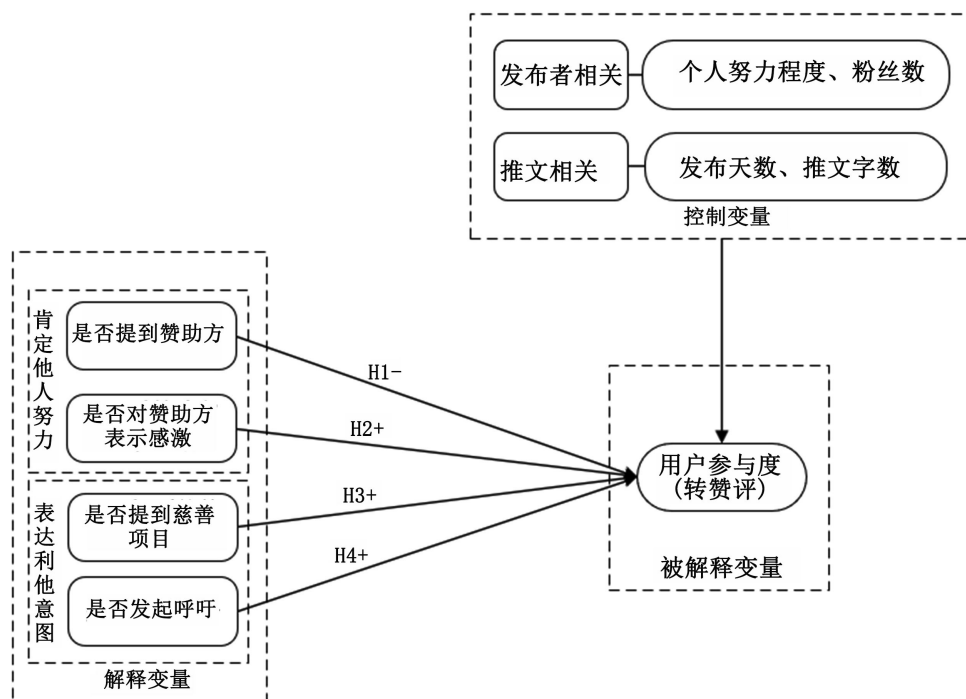 发布者相关
个人努力程度、粉丝数
推文相关
发布天数、推文字数
控制变量
肯定他人努力
是否提到赞助方
是否对赞助方
表示感激
表达利他意图
是否提到慈善
项目
是否发起呼吁
解释变量
H1-
H2+
H3+
H4+
用户参与度
(转赞评)
被解释变量